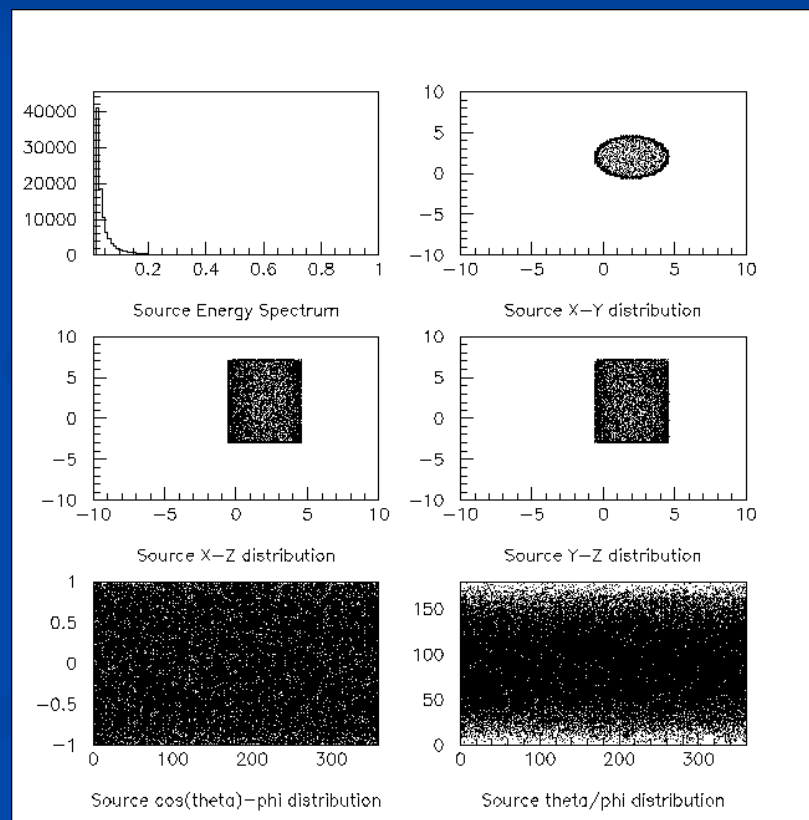 40000
30000
20000
10000
0
0.2 0.4 0.6 0.8 1
Source Energy Spectrum
10
5
0
−5
−10
−10 −5 0 5 10
Source X−Y distribution
10
5
0
−5
−10
−10 −5 0 5 10
Source X−Z distribution
10
5
0
−5
−10
−10 −5 0 5 10
Source Y−Z distribution
1
0.5
0
−0.5
−1
0 100 200 300
Source cos(theta)−phi distribution
150
100
50
0
0 100 200 300
Source theta/phi distribution